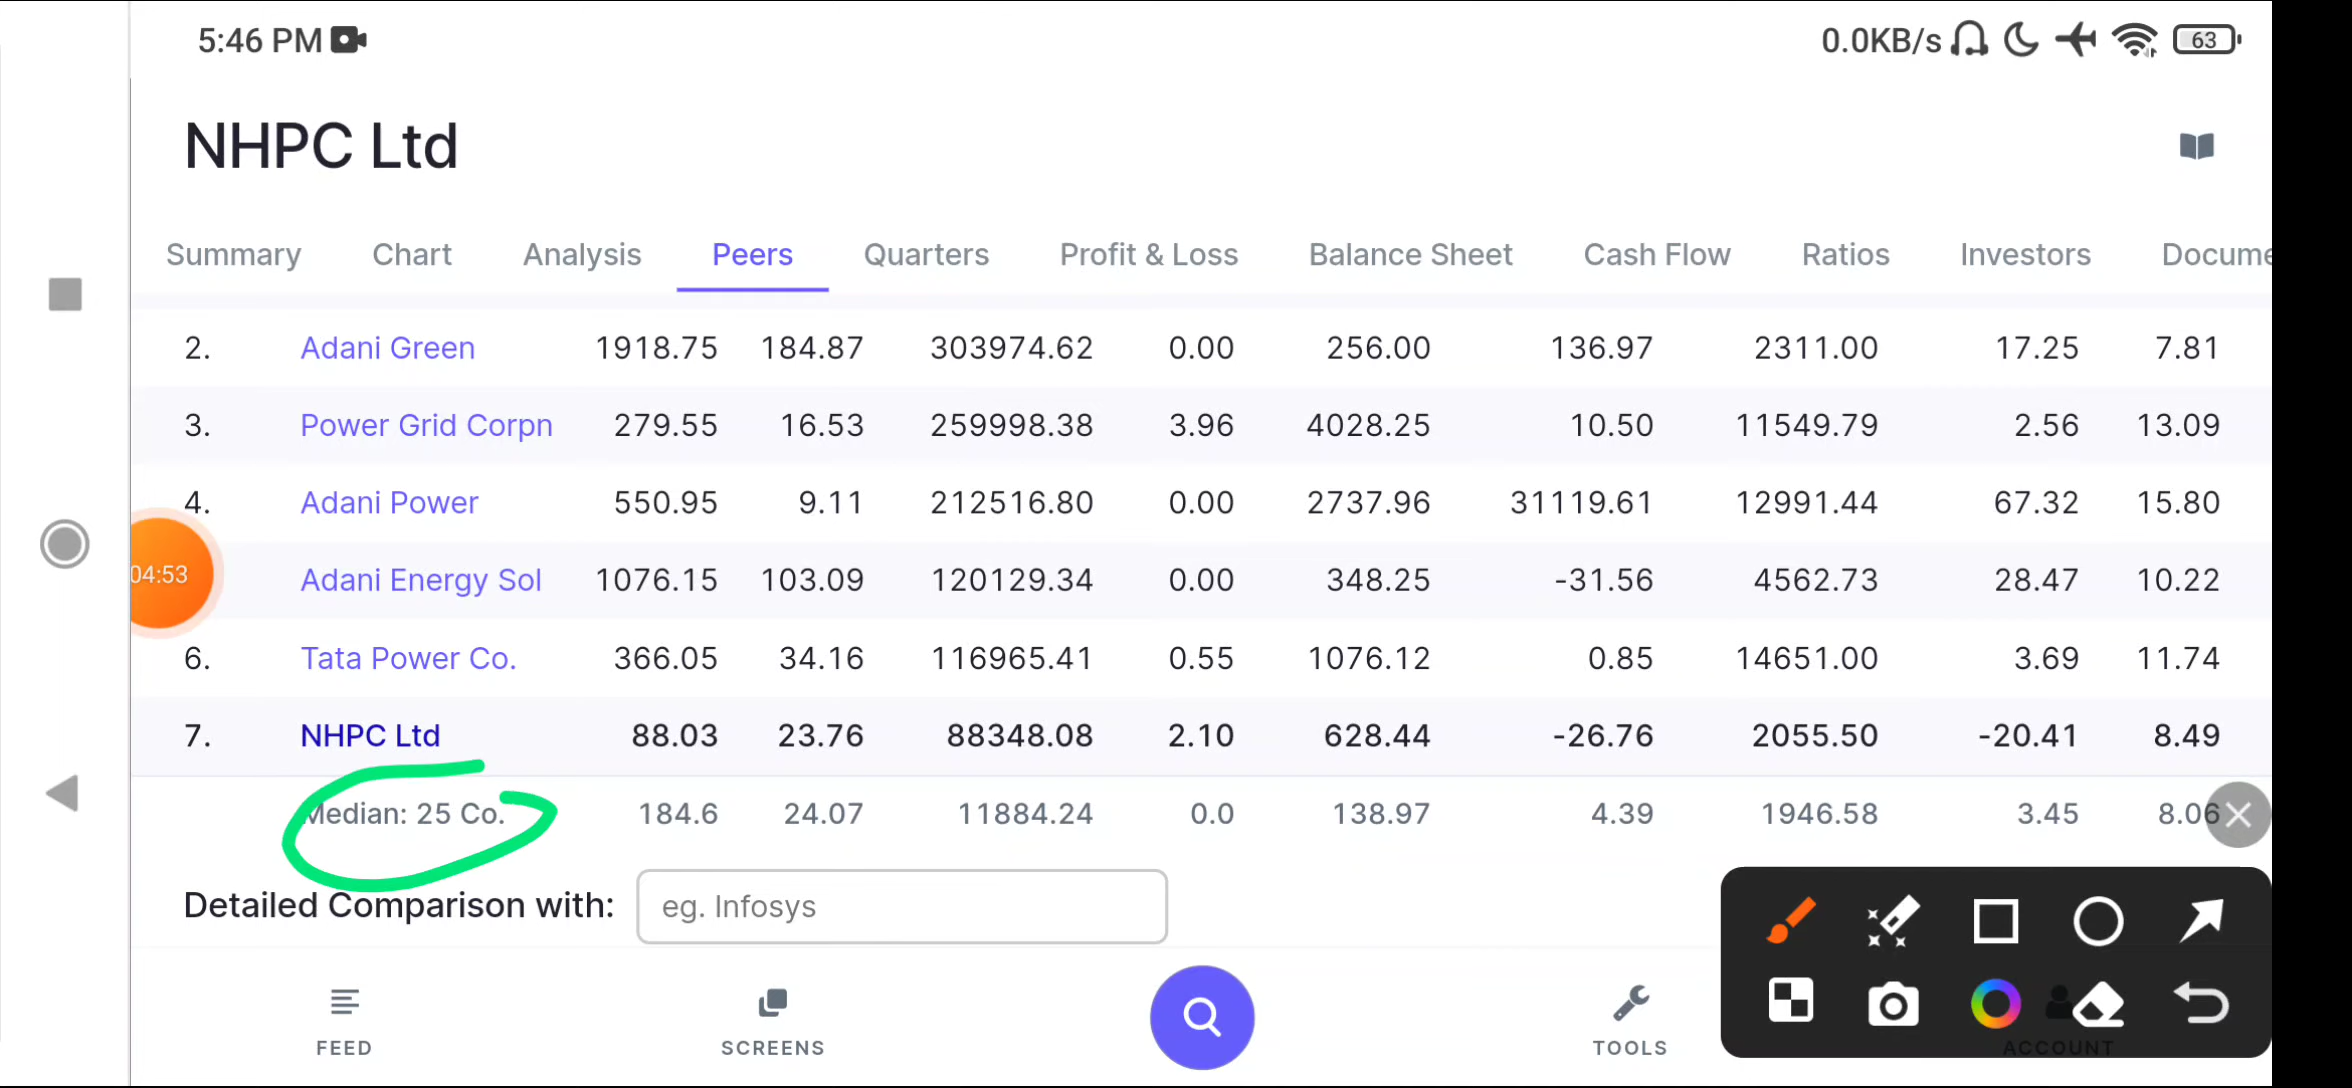 5:46 PM 0.0KB/s 63
NHPC Ltd
Summary Chart Analysis Peers Quarters Profit & Loss Balance Sheet Cash Flow Ratios Investors Docume
2. Adani Green 1918.75 184.87 303974.62 0.00 256.00 136.97 2311.00 17.25 7.81
3. Power Grid Corpn 279.55 16.53 259998.38 3.96 4028.25 10.50 11549.79 2.56 13.09
4. Adani Power 550.95 9.11 212516.80 0.00 2737.96 31119.61 12991.44 67.32 15.80
04:53 Adani Energy Sol 1076.15 103.09 120129.34 0.00 348.25 -31.56 4562.73 28.47 10.22
6. Tata Power Co. 366.05 34.16 116965.41 0.55 1076.12 0.85 14651.00 3.69 11.74
7. NHPC Ltd 88.03 23.76 88348.08 2.10 628.44 -26.76 2055.50 -20.41 8.49
Median: 25 Co. 184.6 24.07 11884.24 0.0 138.97 4.39 1946.58 3.45 8.06
Detailed Comparison with: eg. Infosys
FEED SCREENS TOOLS ACCOUNT